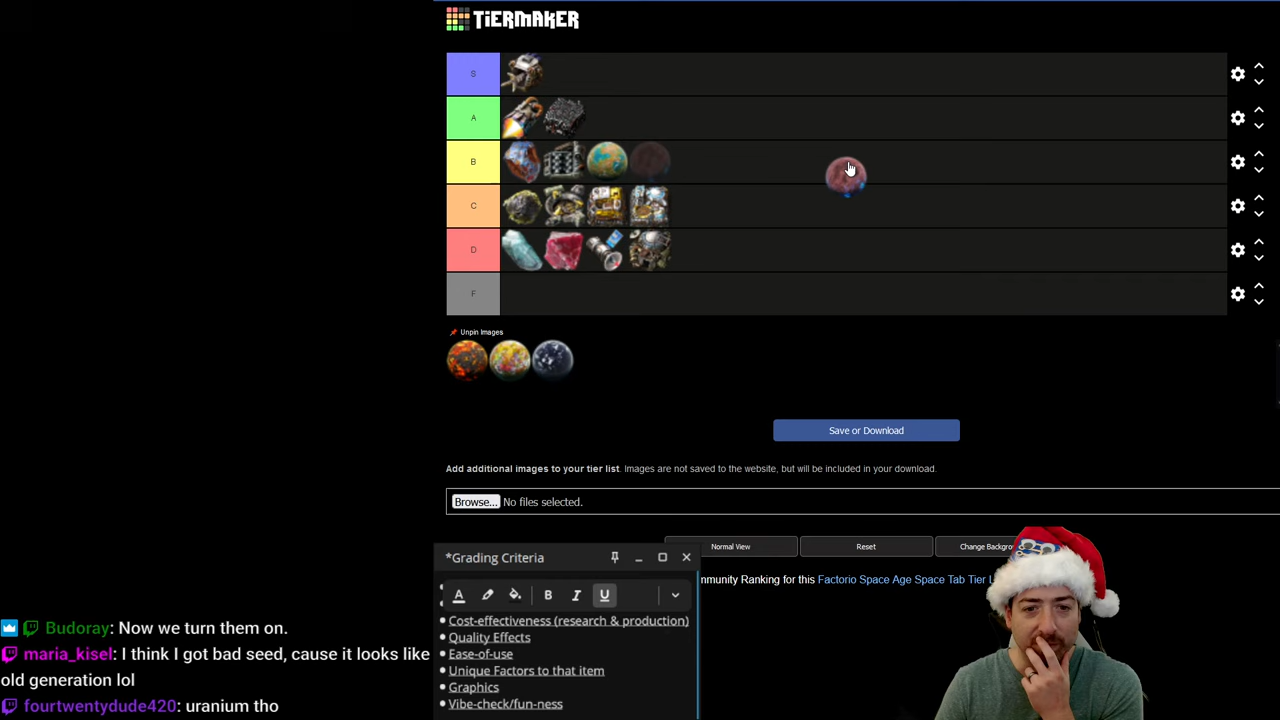 TiERMAKER
S
A
B
C
D
F
Unpin Images
Save or Download
Add additional images to your tier list. Images are not saved to the website, but will be included in your download.
Browse... No files selected.
*Grading Criteria
Normal View
Reset
Change
A B I U
Ranking for this Factorio Space Age Space Tab Tier
Cost-effectiveness (research & production)
Quality Effects
Ease-of-use
Unique Factors to that item
Graphics
Vibe-check/fun-ness
Budoray: Now we turn them on.
maria_kisel: I think I got bad seed, cause it looks like
old generation lol
fourtwentydude420: uranium tho